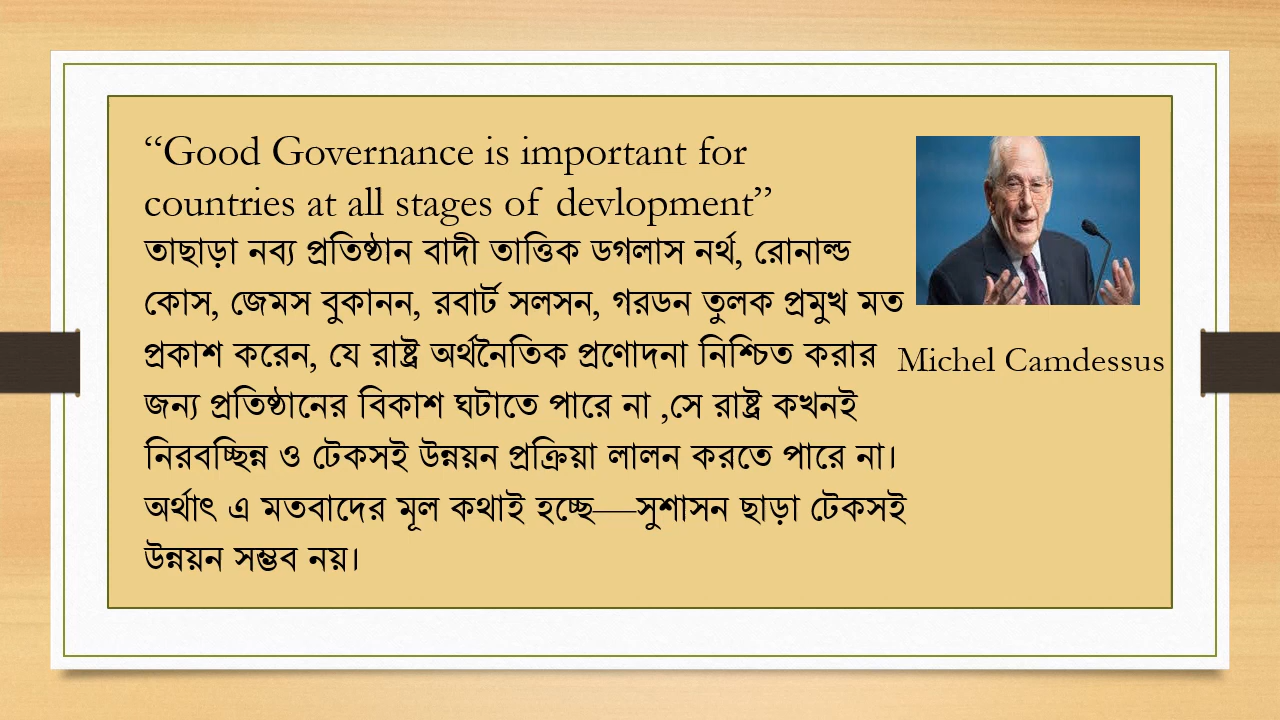 “Good Governance is important for
countries at all stages of devlopment”
তাছাড়া নব্য প্রতিষ্ঠান বাদী তাত্তিক ডগলাস নর্থ, রোনাল্ড
কোস, জেমস বুকানন, রবার্ট সলসন, গরডন তুলক প্রমুখ মত
প্রকাশ করেন, যে রাষ্ট্র অর্থনৈতিক প্রণোদনা নিশ্চিত করার
জন্য প্রতিষ্ঠানের বিকাশ ঘটাতে পারে না ,সে রাষ্ট্র কখনই
নিরবচ্ছিন্ন ও টেকসই উন্নয়ন প্রক্রিয়া লালন করতে পারে না।
অর্থাৎ এ মতবাদের মূল কথাই হচ্ছে—সুশাসন ছাড়া টেকসই
উন্নয়ন সম্ভব নয়।
Michel Camdessus